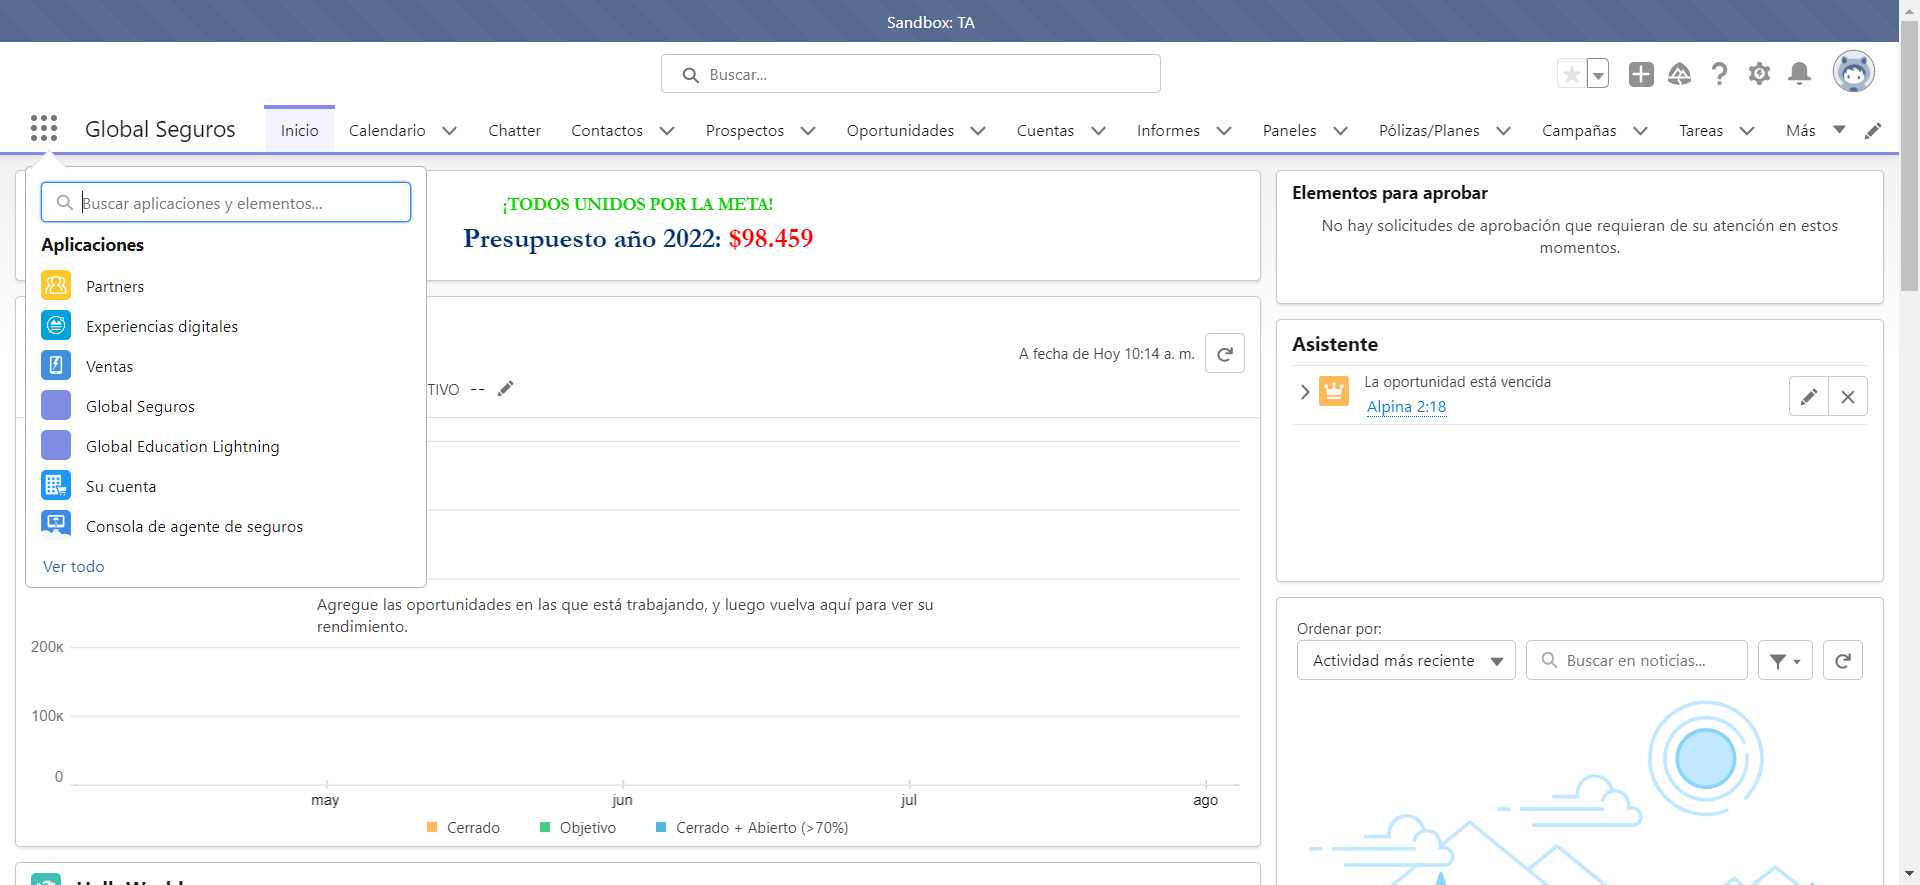 Sandbox: TA
Buscar...
Global Seguros
Inicio
Calendario
Chatter
Contactos
Prospectos
Oportunidades
Cuentas
Informes
Paneles
Pólizas/Planes
Campañas
Tareas
Más
Buscar aplicaciones y elementos...
Aplicaciones
Partners
Experiencias digitales
Ventas
Global Seguros
Global Education Lightning
Su cuenta
Consola de agente de seguros
Ver todo
¡TODOS UNIDOS POR LA META!
Presupuesto año 2022: $98.459
A fecha de Hoy 10:14 a. m.
TIVO --
Agregue las oportunidades en las que está trabajando, y luego vuelva aquí para ver su
rendimiento.
200K
100K
0
may
jun
jul
ago
Cerrado
Objetivo
Cerrado + Abierto (>70%)
Elementos para aprobar
No hay solicitudes de aprobación que requieran de su atención en estos
momentos.
Asistente
La oportunidad está vencida
Alpina 2:18
Ordenar por:
Actividad más reciente
Buscar en noticias...